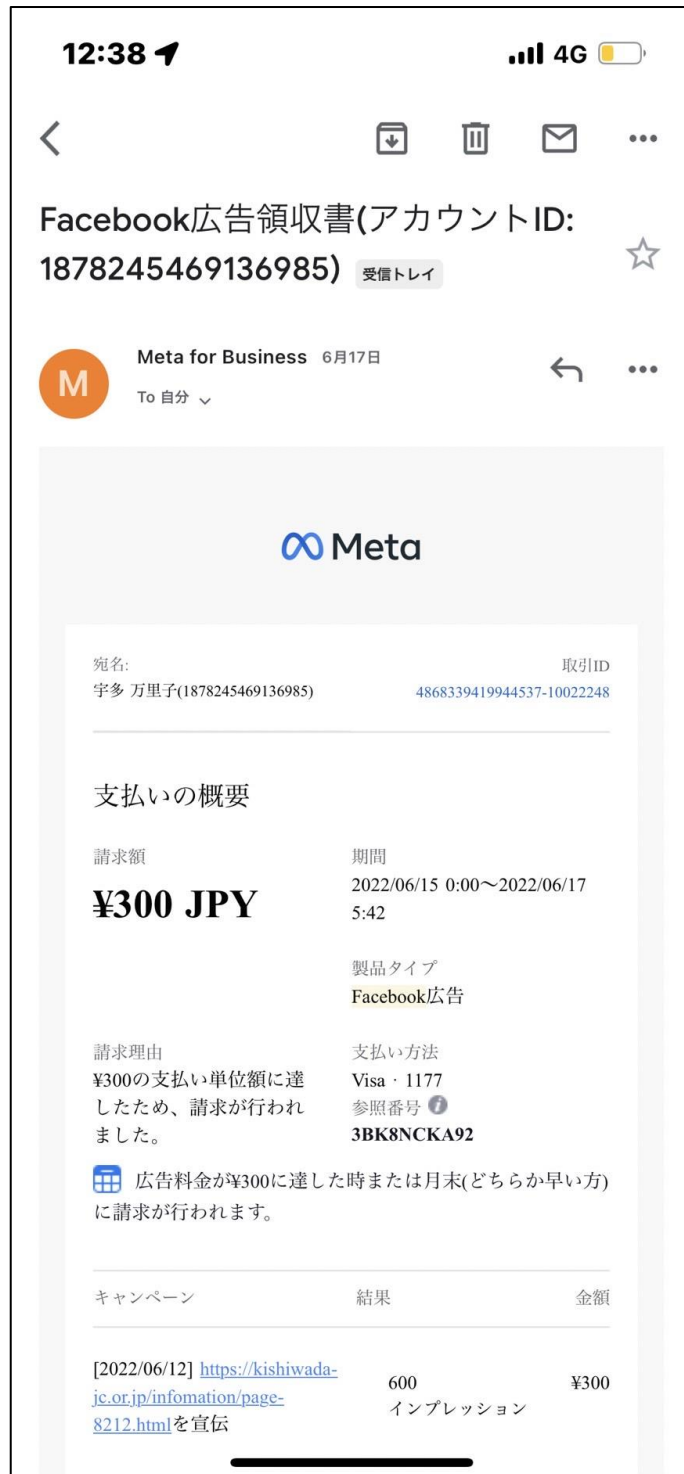 12:38
4G
Facebook広告領収書(アカウントID:
1878245469136985) 受信トレイ
M
Meta for Business 6月17日
To 自分
Meta
宛名:
宇多 万里子(1878245469136985)
取引ID
4868339419944537-10022248
支払いの概要
請求額
¥300 JPY
期間
2022/06/15 0:00～2022/06/17
5:42
製品タイプ
Facebook広告
請求理由
¥300の支払い単位額に達
したため、請求が行われ
ました。
支払い方法
Visa · 1177
参照番号
3BK8NCKA92
広告料金が¥300に達した時または月末(どちらか早い方)
に請求が行われます。
キャンペーン 結果 金額
[2022/06/12] https://kishiwada-
jc.or.jp/infomation/page-
8212.htmlを宣伝
600
インプレッション
¥300